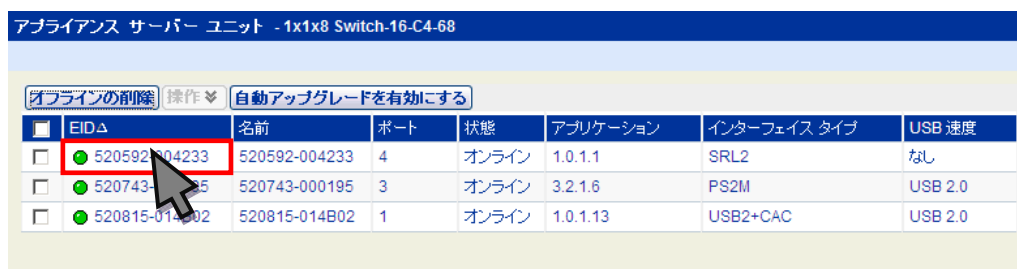 アプライアンス サーバー ユニット - 1x1x8 Switch-16-C4-68
オフラインの削除 操作 自動アップグレードを有効にする
EID 名前 ポート 状態 アプリケーション インターフェイス タイプ USB 速度
520592-004233 520592-004233 4 オンライン 1.0.1.1 SRL2 なし
520743- 520743-000195 3 オンライン 3.2.1.6 PS2M USB 2.0
520815-014B02 520815-014B02 1 オンライン 1.0.1.13 USB2+CAC USB 2.0